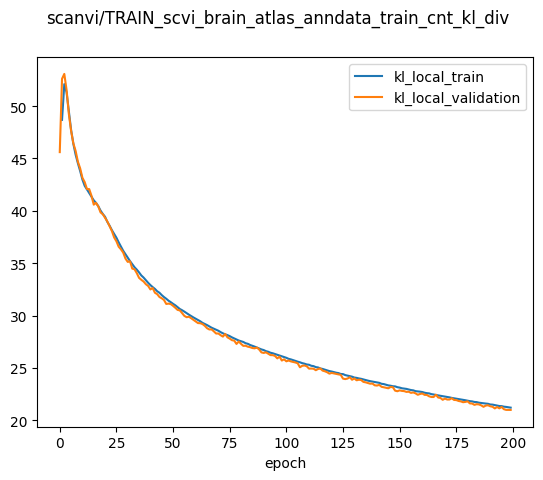 scanvi/TRAIN_scvi_brain_atlas_anndata_train_cnt_kl_div
kl_local_train
kl_local_validation
50
45
40
35
30
25
20
0 25 50 75 100 125 150 175 200
epoch